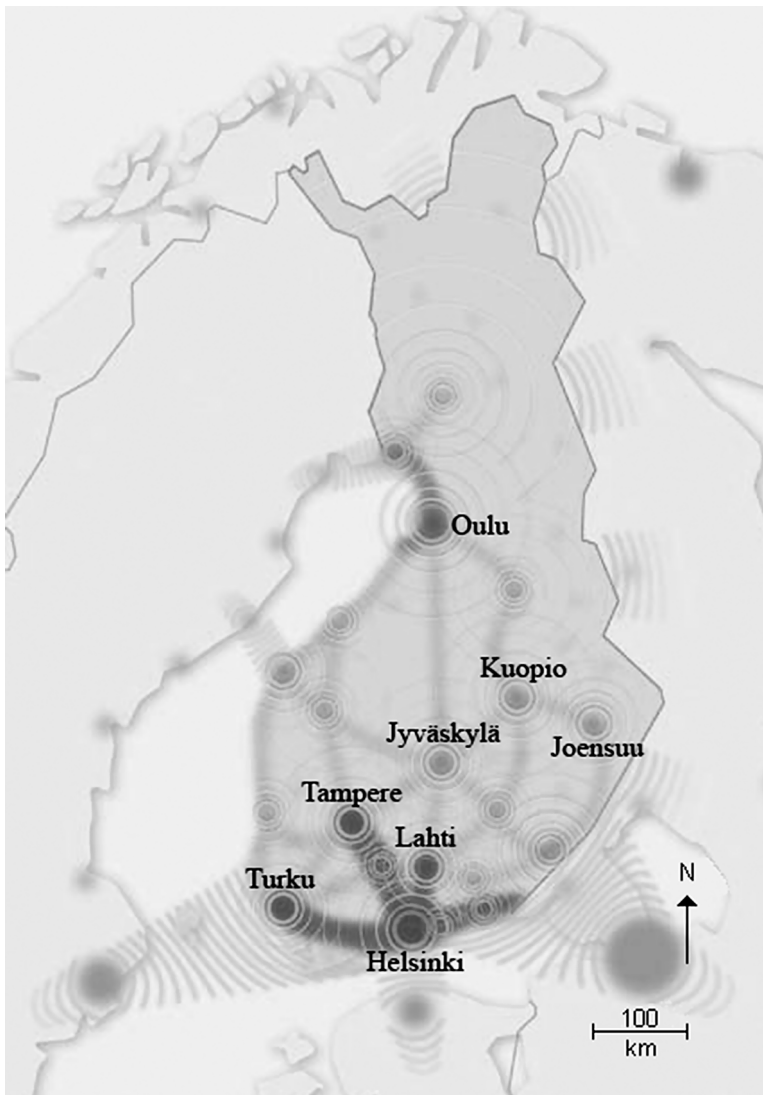 Oulu
Kuopio
Jyväskylä
Joensuu
Tampere
Lahti
Turku
Helsinki
N
100
km